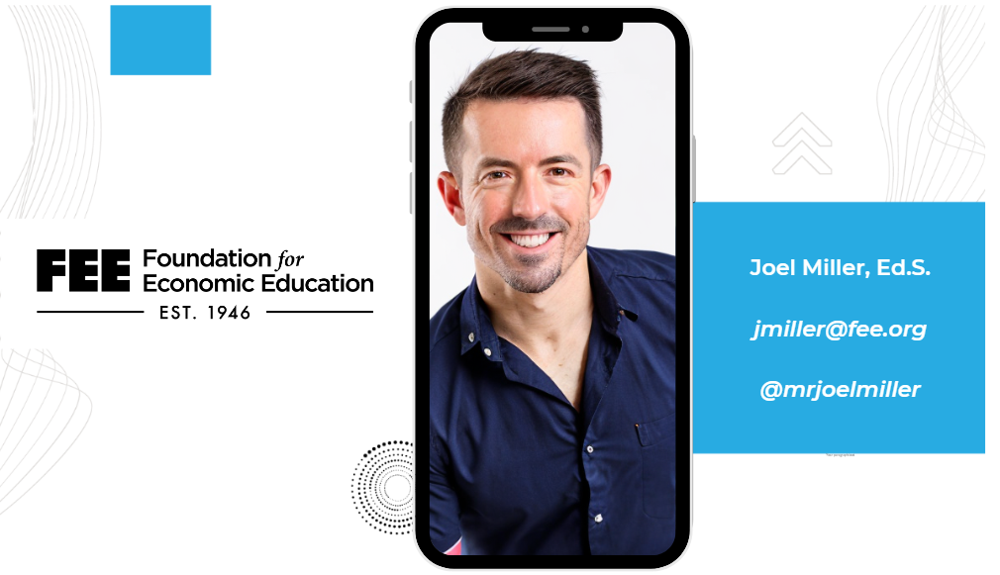 FEE Foundation for
Economic Education
EST. 1946
Joel Miller, Ed.S.
jmiller@fee.org
@mrjoelmiller